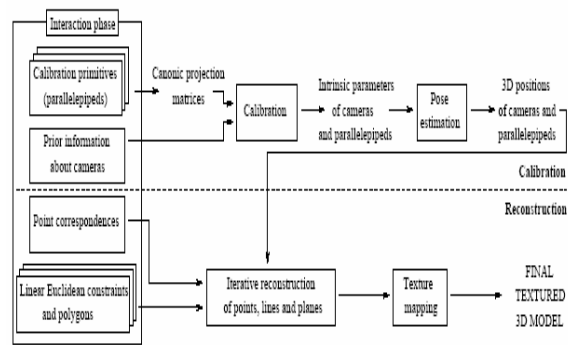 Interaction phase
Calibration primitives
(parallelepipeds)
Canonic projection
matrices
Calibration
Intrinsic parameters
of cameras
and parallelepipeds
Pose
estimation
3D positions
of cameras and
parallelepipeds
Prior information
about cameras
Calibration
Reconstruction
Point correspondences
Linear Euclidean constraints
and polygons
Iterative reconstruction
of points, lines and planes
Texture
mapping
FINAL
TEXTURED
3D MODEL